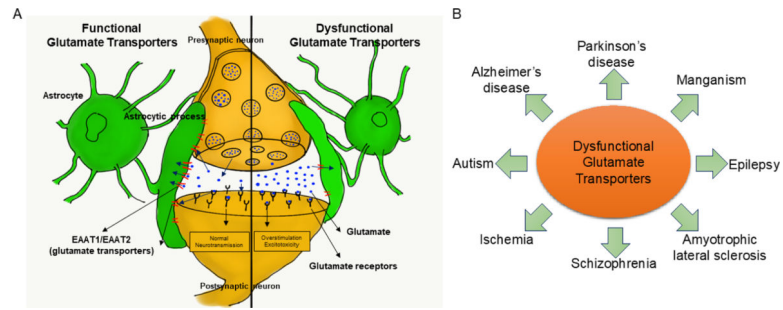 A
Functional
Glutamate Transporters
Dysfunctional
Glutamate Transporters
Presynaptic neuron
Astrocyte
Astrocytic process
EAAT1/EAAT2
(glutamate transporters)
Normal
Neurotransmission
Overstimulation
Excitotoxicity
Glutamate
Glutamate receptors
Postsynaptic neuron
B
Parkinson's
disease
Alzheimer's
disease
Manganism
Autism
Dysfunctional
Glutamate
Transporters
Epilepsy
Ischemia
Schizophrenia
Amyotrophic
lateral sclerosis